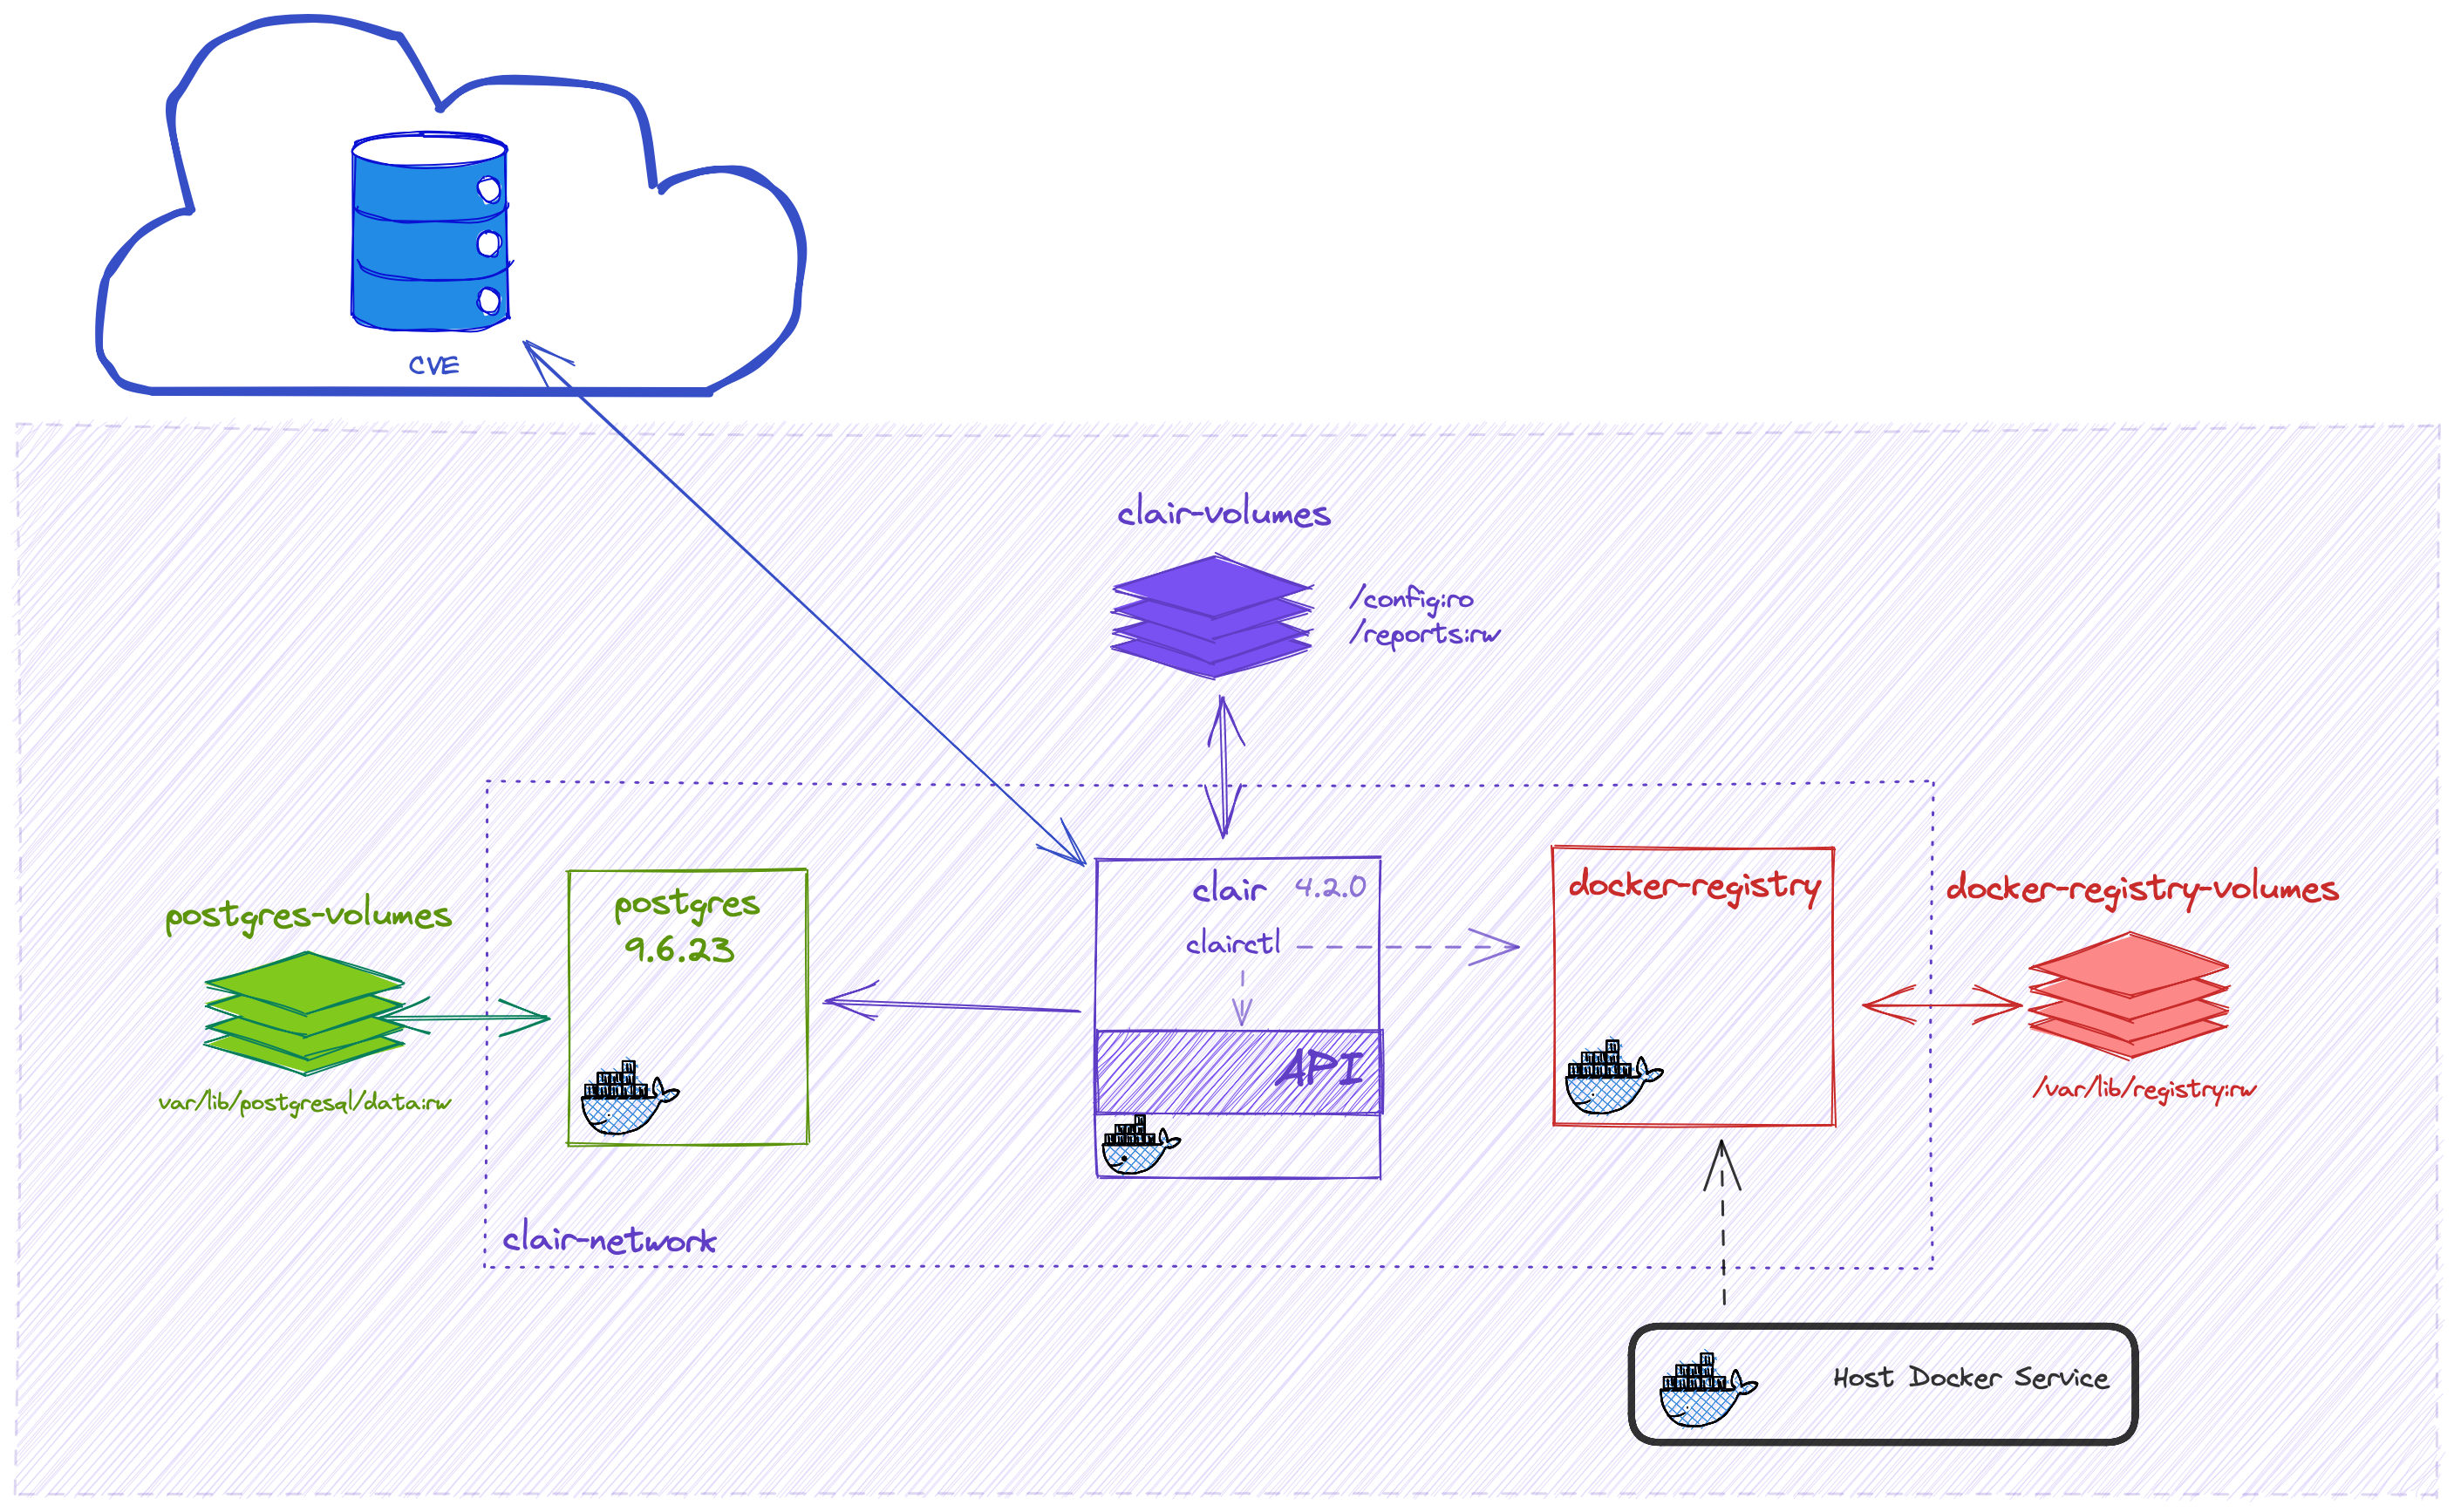 CVE
clair-volumes
/config:ro
/reports:rw
clair 4.2.0
clairctl
API
postgres
9.6.23
postgres-volumes
var/lib/postgresql/data:rw
docker-registry
docker-registry-volumes
/var/lib/registry:rw
clair-network
Host Docker Service